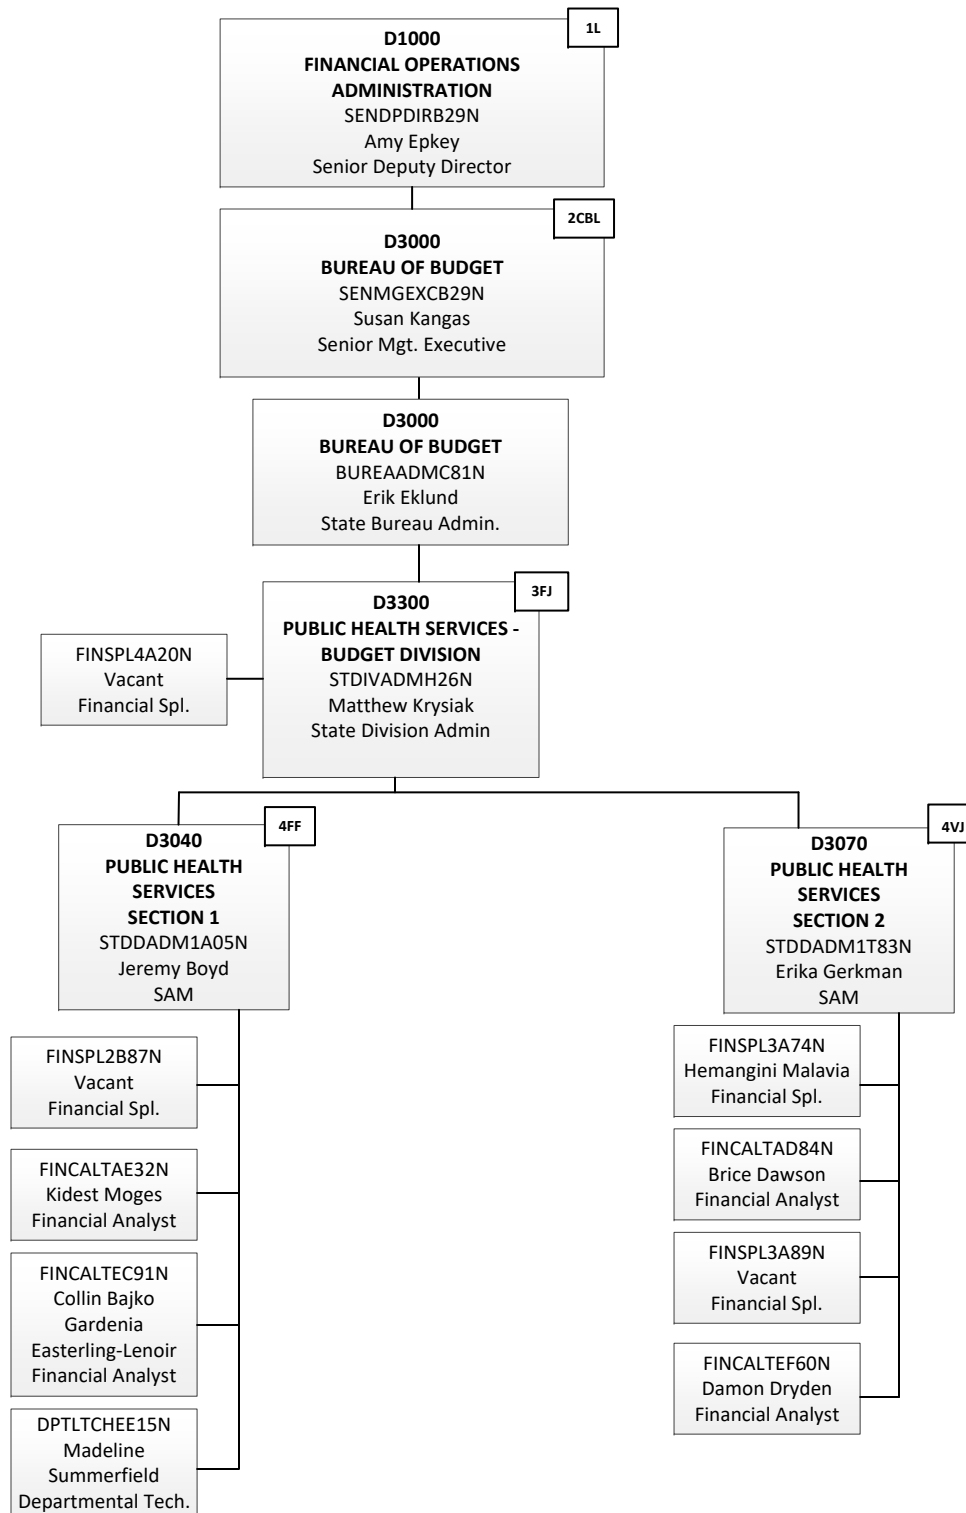 1L
D1000
FINANCIAL OPERATIONS
ADMINISTRATION
SENDPDIRB29N
Amy Epkey
Senior Deputy Director
2CBL
D3000
BUREAU OF BUDGET
SENMGEXCB29N
Susan Kangas
Senior Mgt. Executive
D3000
BUREAU OF BUDGET
BUREAADMC81N
Erik Eklund
State Bureau Admin.
3FJ
D3300
PUBLIC HEALTH SERVICES -
BUDGET DIVISION
STDIVADMH26N
Matthew Krysiak
State Division Admin
FINSPL4A20N
Vacant
Financial Spl.
4FF
D3040
PUBLIC HEALTH
SERVICES
SECTION 1
STDDADM1A05N
Jeremy Boyd
SAM
FINSPL2B87N
Vacant
Financial Spl.
FINCALTAE32N
Kidest Moges
Financial Analyst
FINCALTEC91N
Collin Bajko
Gardenia
Easterling-Lenoir
Financial Analyst
DPTLTCHEE15N
Madeline
Summerfield
Departmental Tech.
4VJ
D3070
PUBLIC HEALTH
SERVICES
SECTION 2
STDDADM1T83N
Erika Gerkman
SAM
FINSPL3A74N
Hemangini Malavia
Financial Spl.
FINCALTAD84N
Brice Dawson
Financial Analyst
FINSPL3A89N
Vacant
Financial Spl.
FINCALTEF60N
Damon Dryden
Financial Analyst